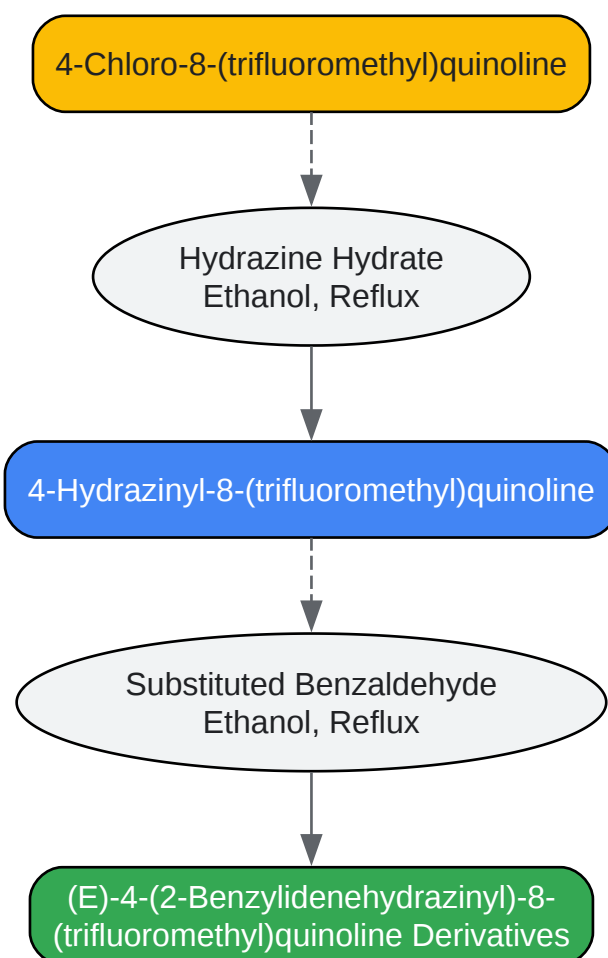 4-Chloro-8-(trifluoromethyl)quinoline
Hydrazine Hydrate
Ethanol, Reflux
4-Hydrazinyl-8-(trifluoromethyl)quinoline
Substituted Benzaldehyde
Ethanol, Reflux
(E)-4-(2-Benzylidenehydrazinyl)-8-
(trifluoromethyl)quinoline Derivatives